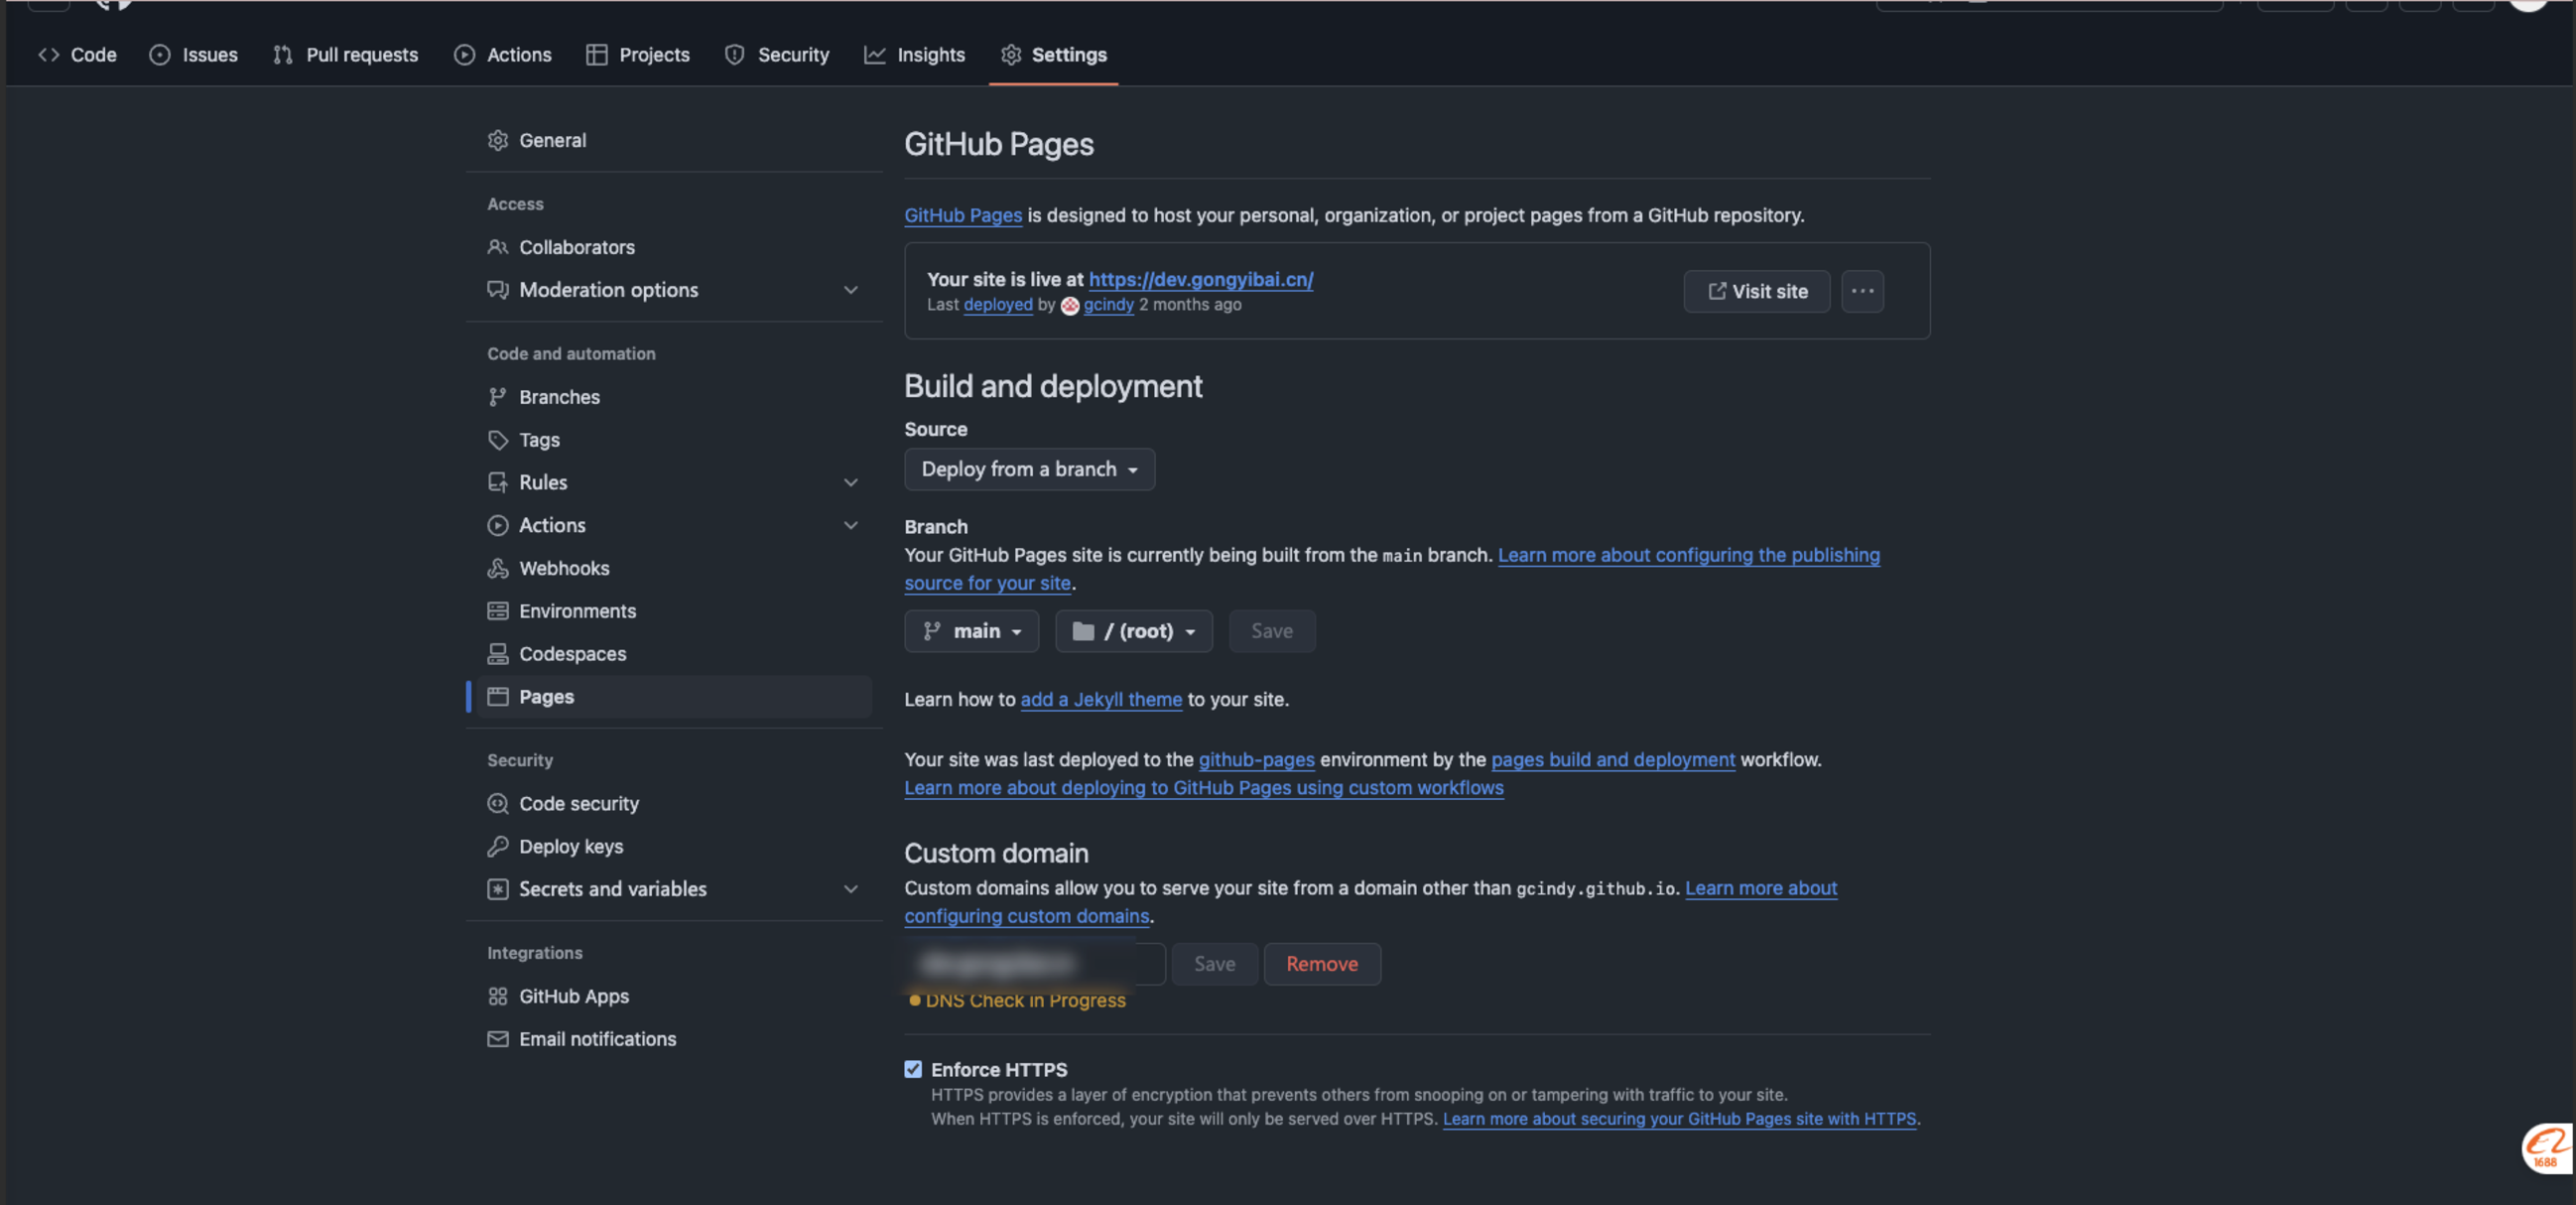 Code Issues Pull requests Actions Projects Security Insights Settings
General
Access
Collaborators
Moderation options
Code and automation
Branches
Tags
Rules
Actions
Webhooks
Environments
Codespaces
Pages
Security
Code security
Deploy keys
Secrets and variables
Integrations
GitHub Apps
Email notifications
GitHub Pages
GitHub Pages is designed to host your personal, organization, or project pages from a GitHub repository.
Your site is live at https://dev.gongyibai.cn/
Last deployed by gcindy 2 months ago
Visit site
Build and deployment
Source
Deploy from a branch
Branch
Your GitHub Pages site is currently being built from the main branch. Learn more about configuring the publishing
source for your site.
main / (root) Save
Learn how to add a Jekyll theme to your site.
Your site was last deployed to the github-pages environment by the pages build and deployment workflow.
Learn more about deploying to GitHub Pages using custom workflows
Custom domain
Custom domains allow you to serve your site from a domain other than gcindy.github.io. Learn more about
configuring custom domains.
Save Remove
DNS Check in Progress
Enforce HTTPS
HTTPS provides a layer of encryption that prevents others from snooping on or tampering with traffic to your site.
When HTTPS is enforced, your site will only be served over HTTPS. Learn more about securing your GitHub Pages site with HTTPS.
1688